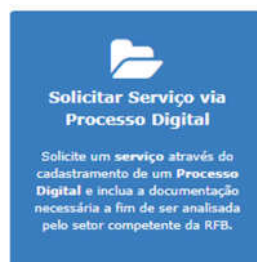 Solicitar Serviço via
Processo Digital
Solicite um serviço através do
cadastramento de um Processo
Digital e inclua a documentação
necessária a fim de ser analisada
pelo setor competente da RFB.